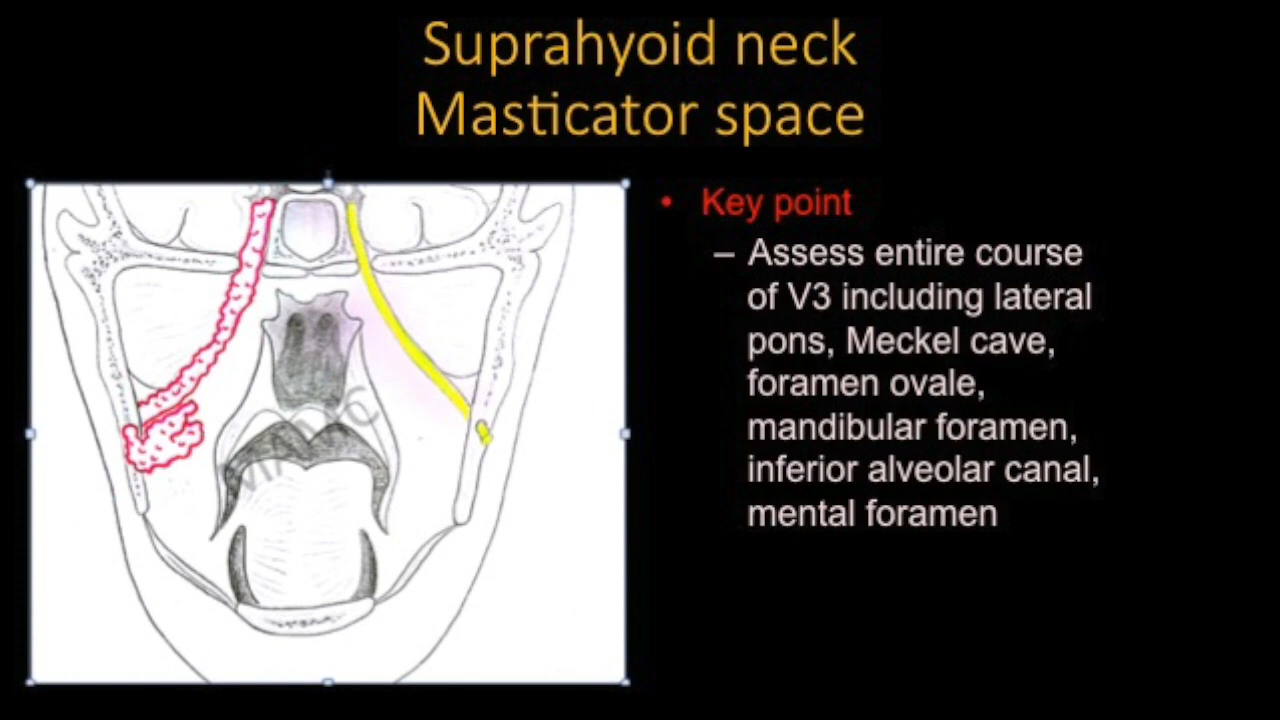 Suprahyoid neck
Masticator space
• Key point
– Assess entire course
of V3 including lateral
pons, Meckel cave,
foramen ovale,
mandibular foramen,
inferior alveolar canal,
mental foramen